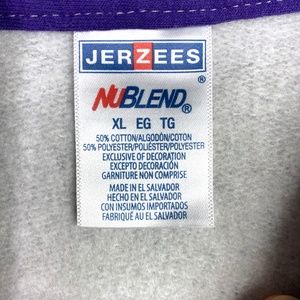 JERZEES
®
NUBLEND®
XL EG TG
50% COTTON/ALGODÓN/COTON
50% POLYESTER/POLIÉSTER/POLYESTER
EXCLUSIVE OF DECORATION
EXCEPTO DECORACIÓN
GARNITURE NON COMPRISE
MADE IN EL SALVADOR
HECHO EN EL SALVADOR
CON INSUMOS IMPORTADOS
FABRIQUÉ AU EL SALVADOR